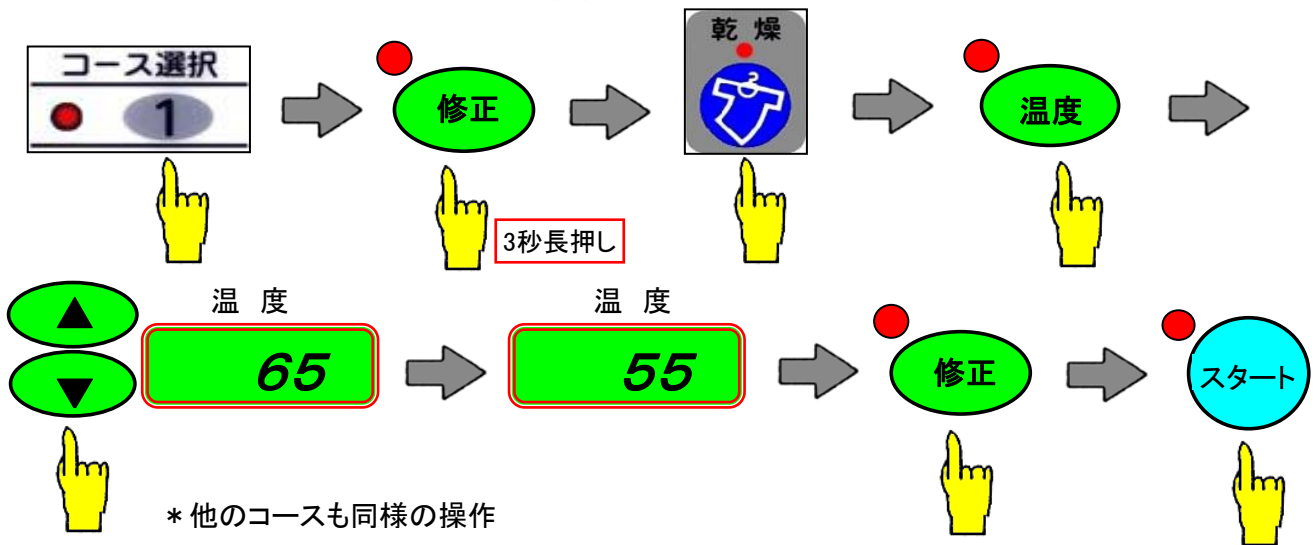 コース選択
1
修正
3秒長押し
乾 燥
温度
▲
▼
温 度
65
温 度
55
修正
スタート
*他のコースも同様の操作